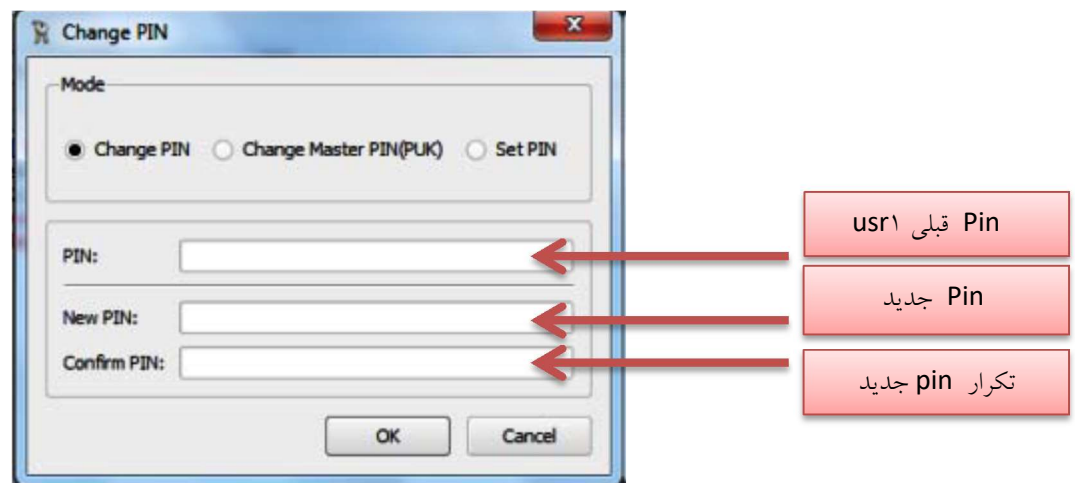 Change PIN
Mode
Change PIN
Change Master PIN(PUK)
Set PIN
PIN:
New PIN:
Confirm PIN:
OK
Cancel
Pin قبلی usr۱
Pin جدید
تکرار pin جدید